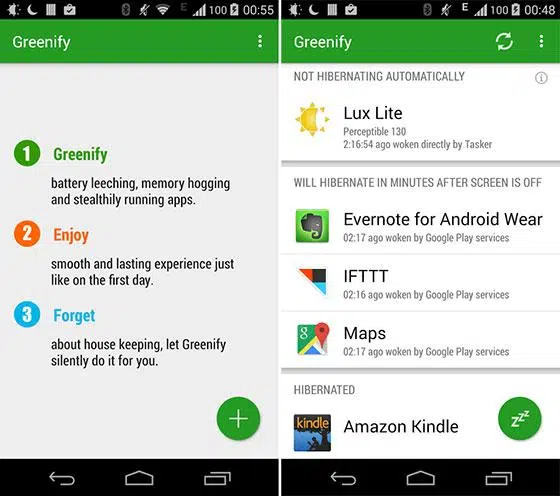 100 00:55
Greenify
1 Greenify
battery leeching, memory hogging
and stealthily running apps.
2 Enjoy
smooth and lasting experience just
like on the first day.
3 Forget
about house keeping, let Greenify
silently do it for you.
E 100 00:48
Greenify
NOT HIBERNATING AUTOMATICALLY
Lux Lite
Perceptible 130
2:16:54 ago woken directly by Tasker
WILL HIBERNATE IN MINUTES AFTER SCREEN IS OFF
Evernote for Android Wear
02:17 ago woken by Google Play services
IFTTT
02:16 ago woken by Google Play services
g
Maps
02:17 ago woken by Google Play services
HIBERNATED
kindle
Amazon Kindle
zzz